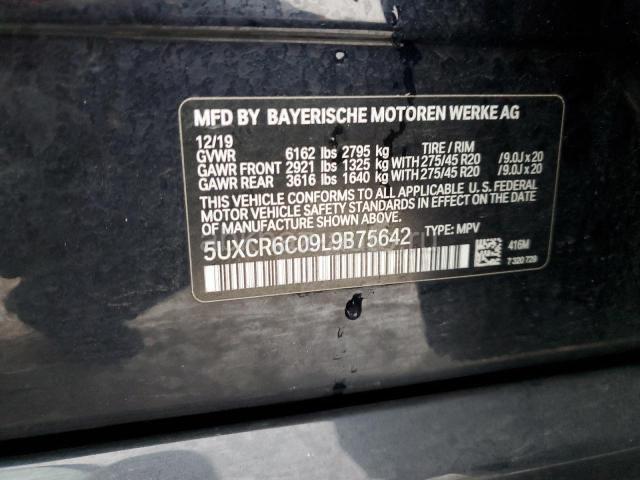 MFD BY BAYERISCHE MOTOREN WERKE AG
12/19 TIRE / RIM
GVWR 6162 lbs 2795 kg
GAWR FRONT 2921 lbs 1325 kg WITH 275/45 R20 /9.0J x 20
GAWR REAR 3616 lbs 1640 kg WITH 275/45 R20 /9.0J x 20
THIS VEHICLE CONFORMS TO ALL APPLICABLE U.S. FEDERAL
MOTOR VEHICLE SAFETY STANDARDS IN EFFECT ON THE DATE
OF MANUFACTURE SHOWN ABOVE.
5UXCR6C09L9B75642 TYPE: MPV
416M
7 320 729